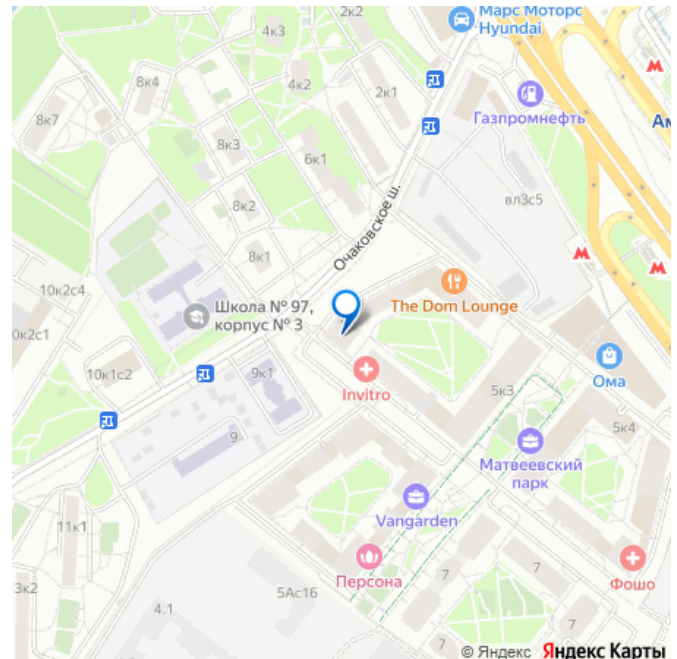 2к2
Марс Моторс
Hyundai
4к3
8к4
4к2
2к1
Газпромнефть
8к7
8к3
Ам
6к1
вл3с5
8к2
Очаковское ш.
8к1
10к2с4
Школа № 97,
корпус № 3
The Dom Lounge
0к2с1
10к1с2
9к1
Invitro
5к3
Ома
9
5к4
Матвеевский
парк
Vangarden
11к1
Персона
7
7
Фошо
3к2
5Ас16
4.1
7
© Яндекс Яндекс Карты